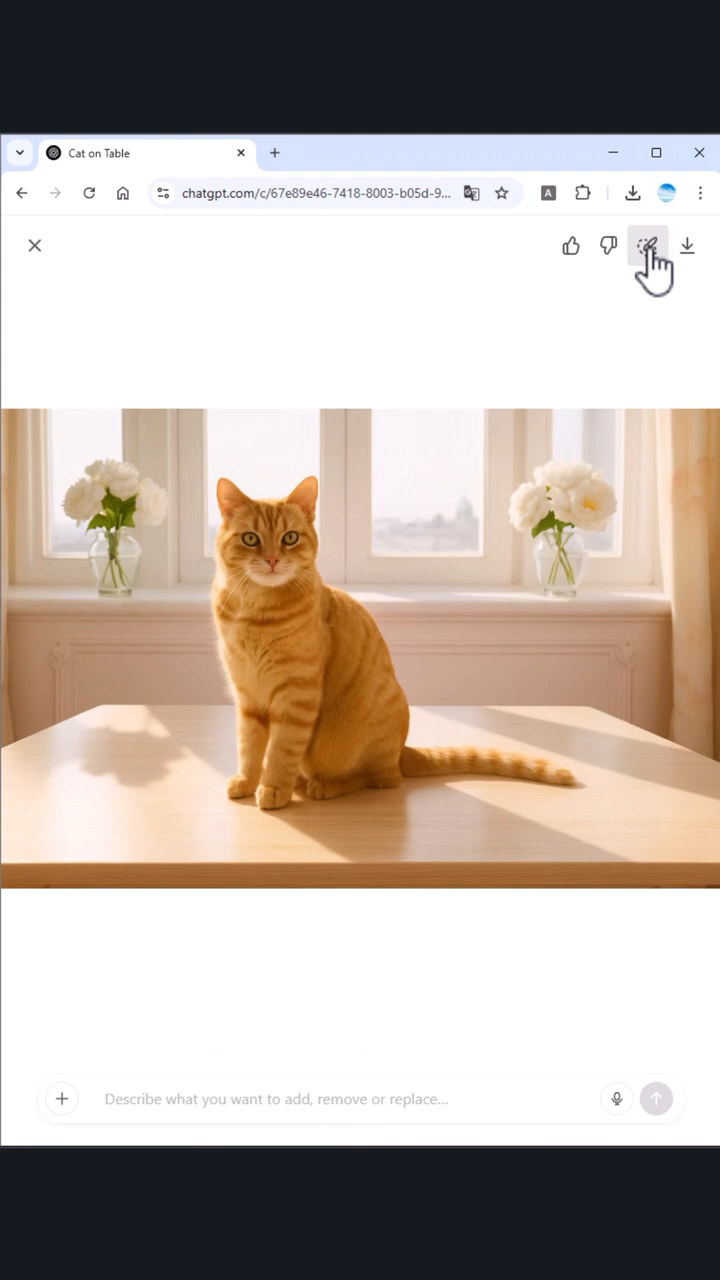 Cat on Table
chatgpt.com/c/67e89e46-7418-8003-b05d-9...
A
Describe what you want to add, remove or replace...